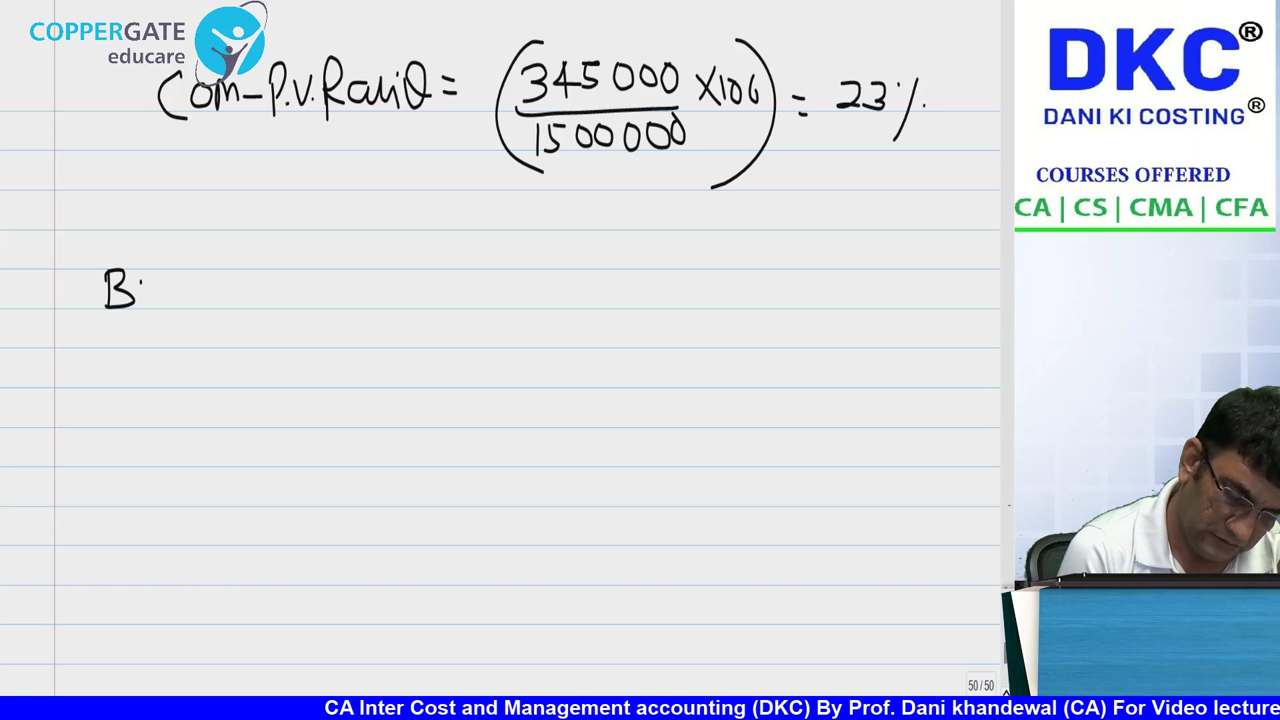 COPPERGATE
educare
Com-P.V.Ratio = (345000/1500000 X100) = 23%
B.
DKC®
DANI KI COSTING®
COURSES OFFERED
CA | CS | CMA | CFA
50/50
CA Inter Cost and Management accounting (DKC) By Prof. Dani khandewal (CA) For Video lecture